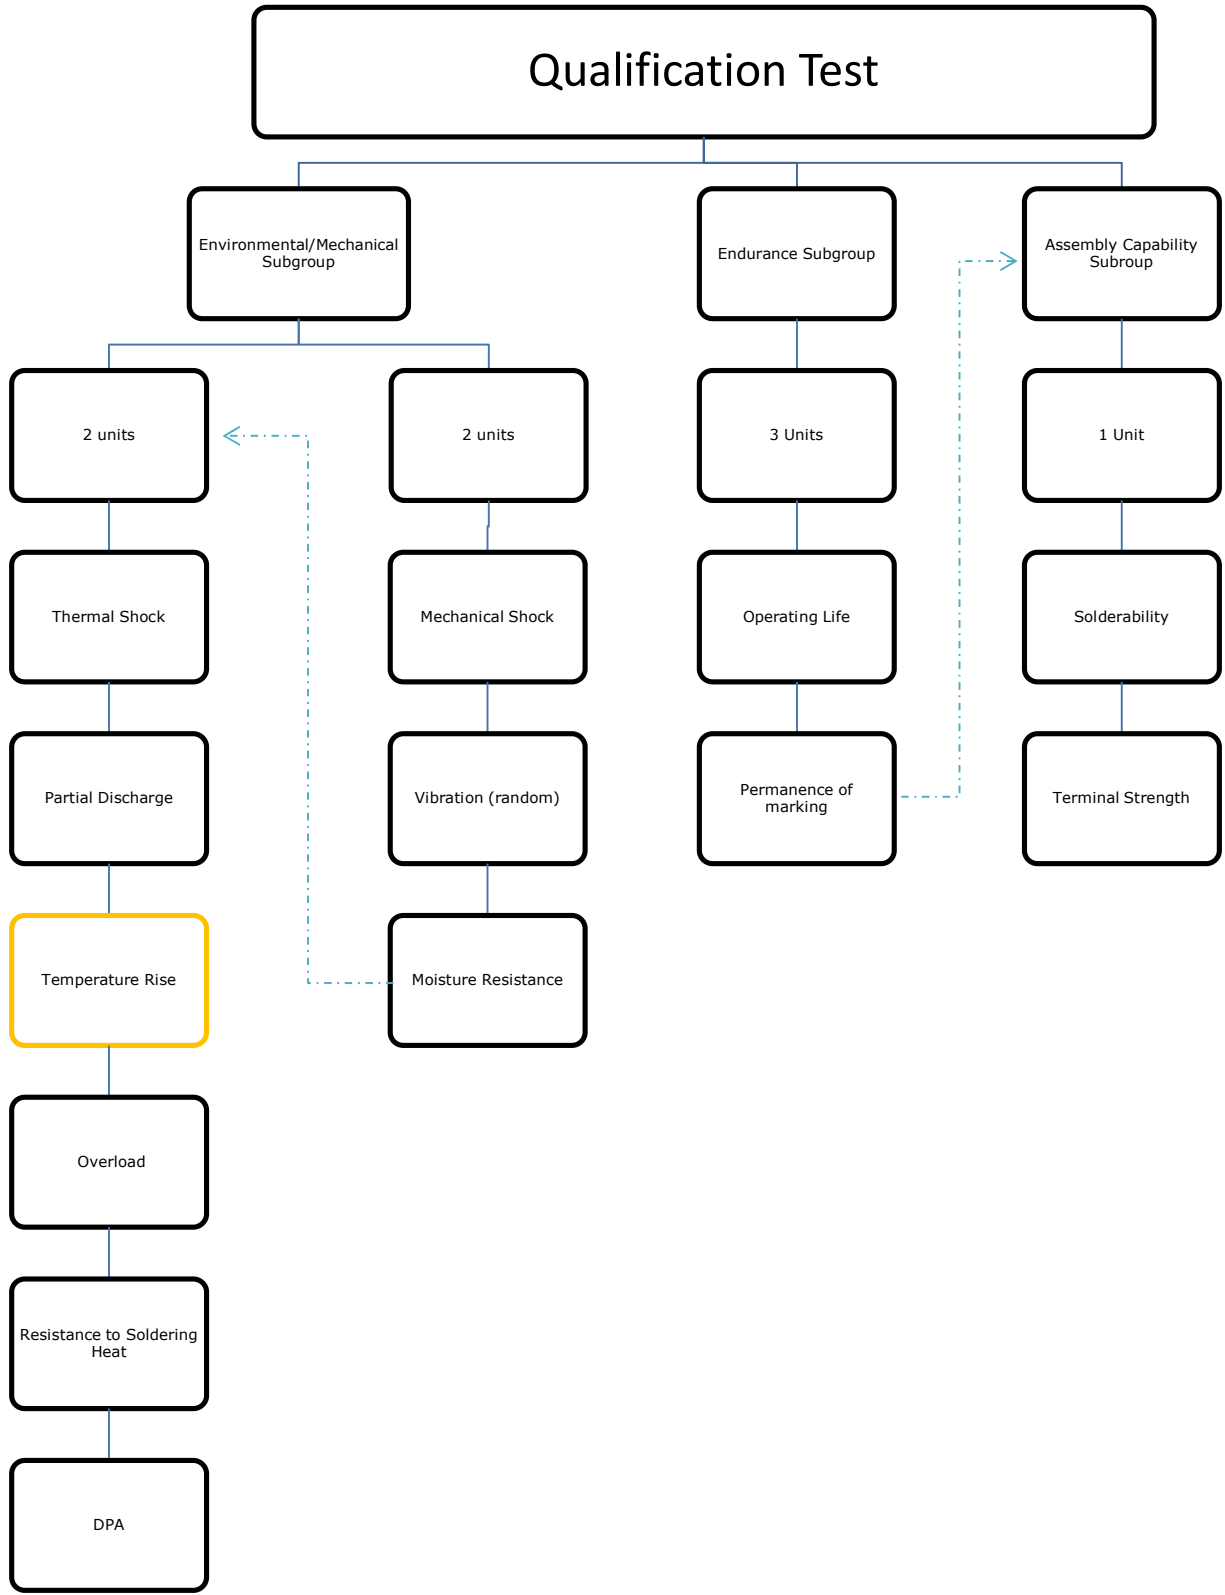 Qualification Test
Environmental/Mechanical
Subgroup
Endurance Subgroup
Assembly Capability
Subroup
2 units
2 units
3 Units
1 Unit
Thermal Shock
Mechanical Shock
Operating Life
Solderability
Partial Discharge
Vibration (random)
Permanence of
marking
Terminal Strength
Temperature Rise
Moisture Resistance
Overload
Resistance to Soldering
Heat
DPA